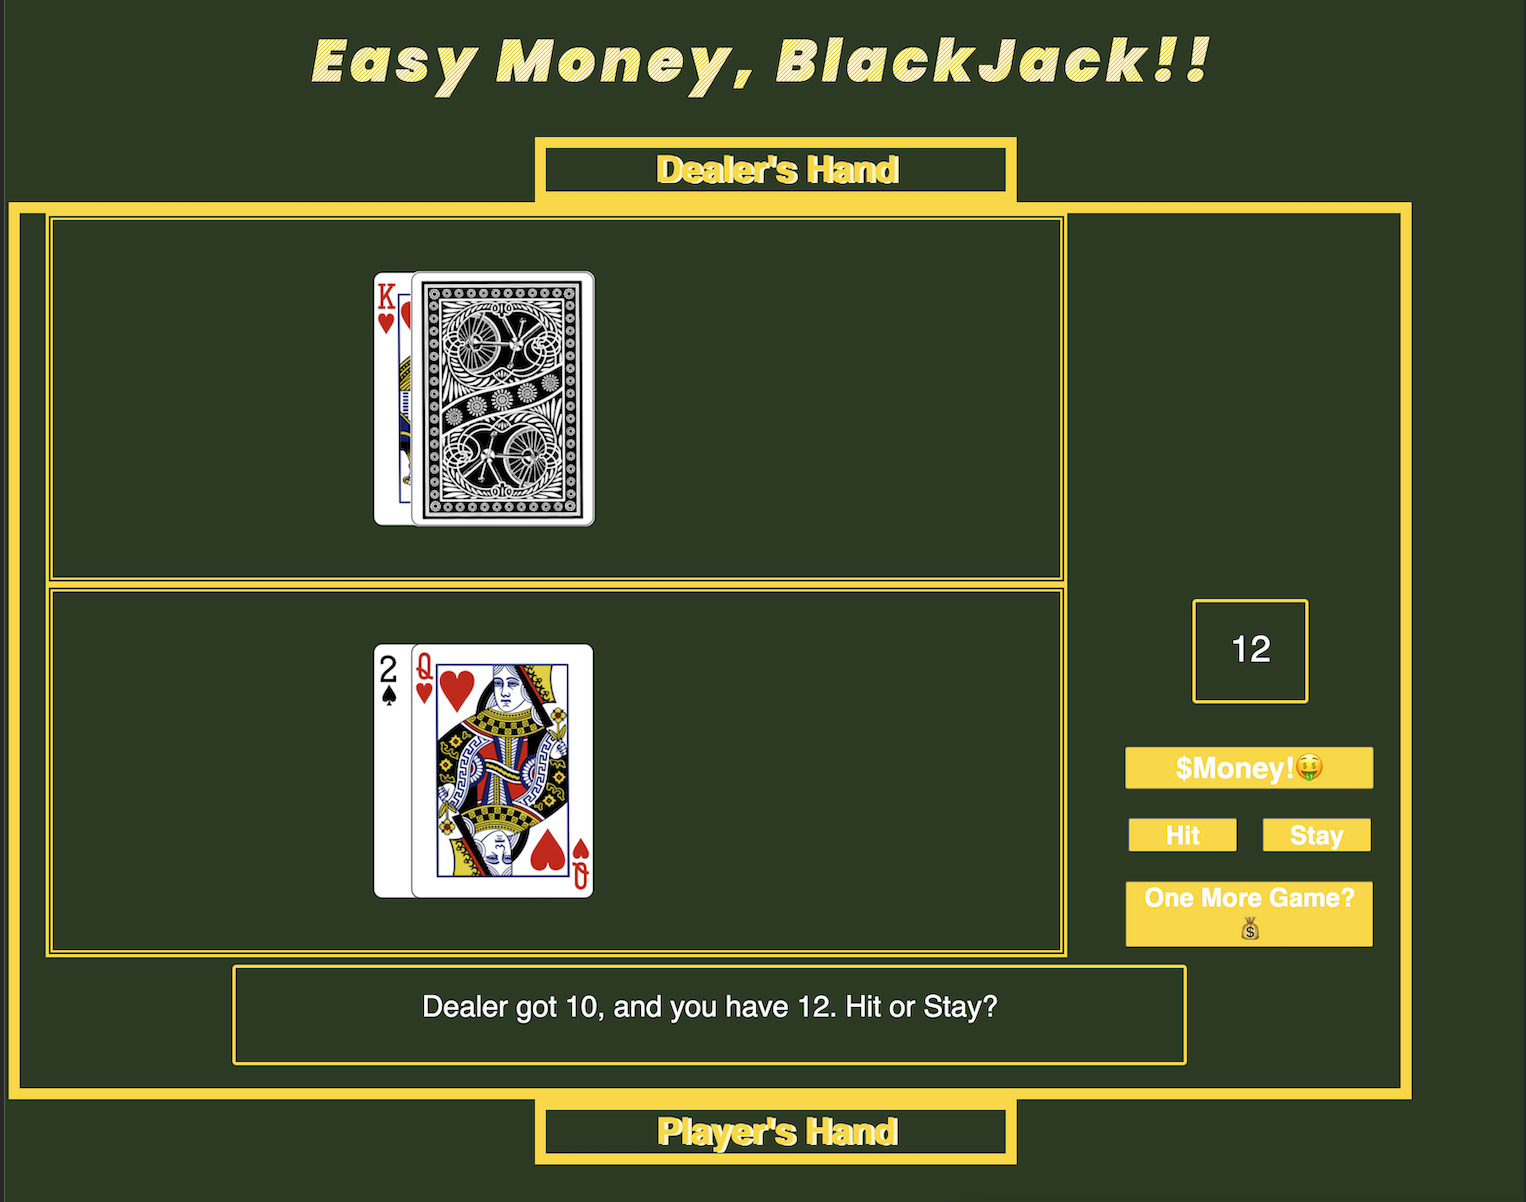 Easy Money, BlackJack!!
Dealer's Hand
K
2
Q
Q
12
$Money!🤑
Hit Stay
One More Game?
💰
Dealer got 10, and you have 12. Hit or Stay?
Player's Hand